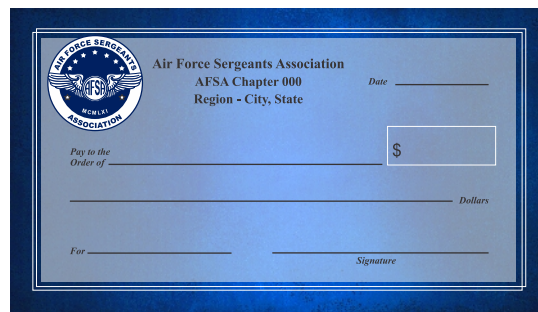 AIR FORCE SERGEANTS
AFSA
MCMLXI
ASSOCIATION
Air Force Sergeants Association
AFSA Chapter 000
Region - City, State
Date
$
Pay to the
Order of
Dollars
For
Signature